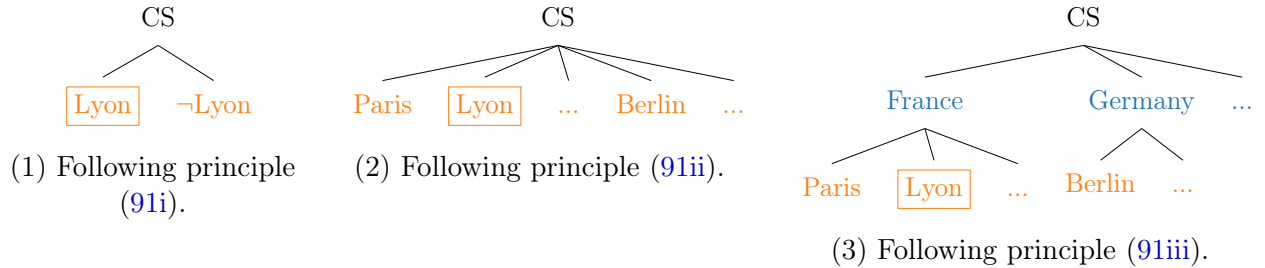 CS
Lyon ¬Lyon
(1) Following principle
(91i).
CS
Paris Lyon ... Berlin ...
(2) Following principle (91ii).
CS
France Germany ...
Paris Lyon ... Berlin ...
(3) Following principle (91iii).